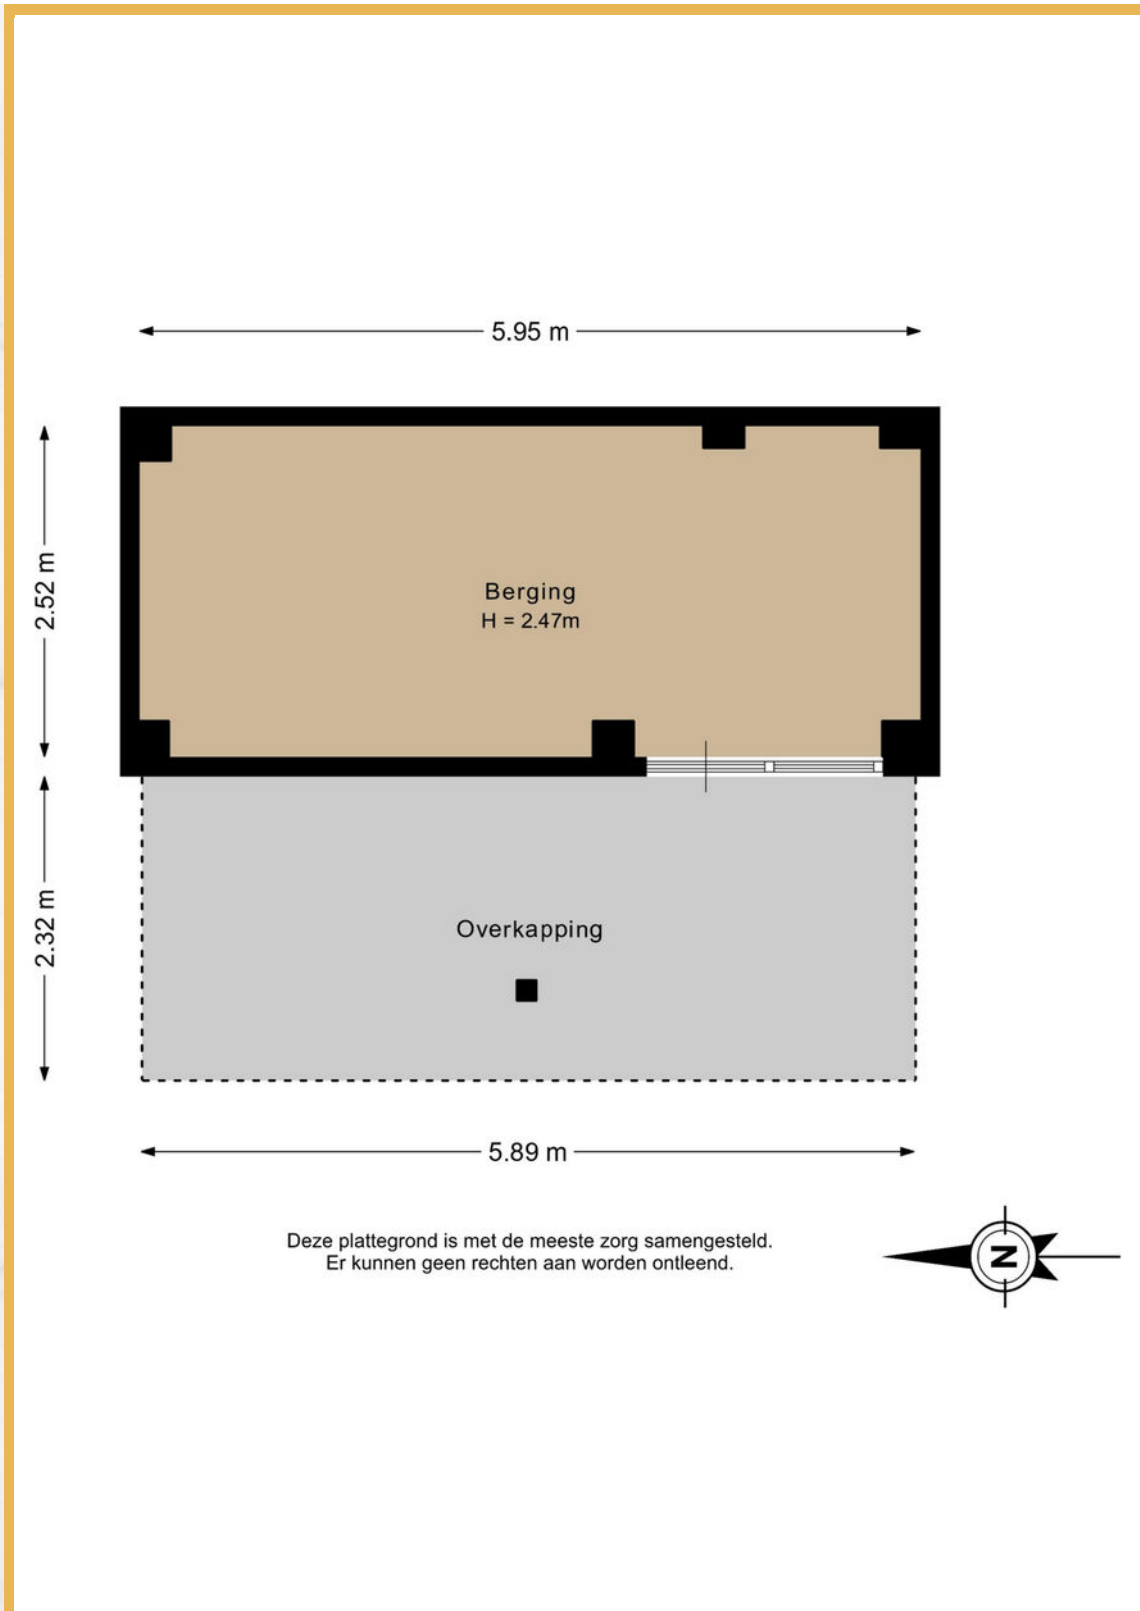 5.95 m
2.52 m
Berging
H = 2.47m
2.32 m
Overkapping
5.89 m
Deze plattegrond is met de meeste zorg samengesteld.
Er kunnen geen rechten aan worden ontleend.
N